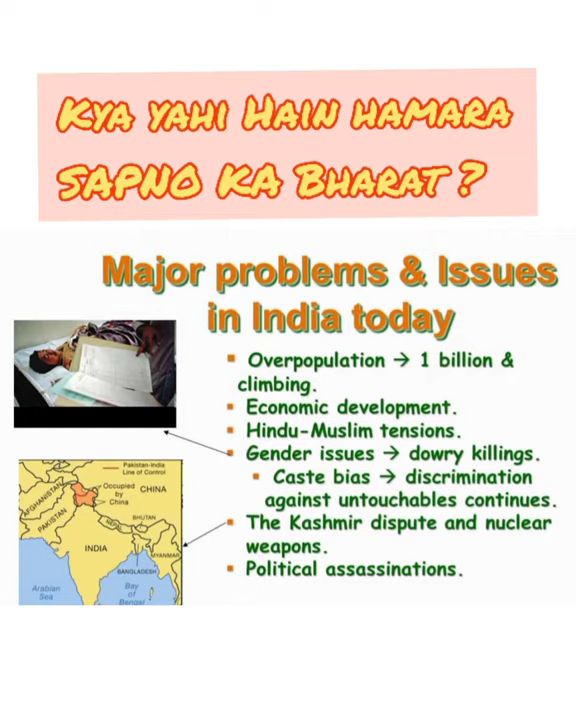 Kya yahi Hain hamara
sapno ka Bharat ?
Major problems & Issues
in India today
▪ Overpopulation → 1 billion &
climbing.
▪ Economic development.
▪ Hindu-Muslim tensions.
▪ Gender issues → dowry killings.
▪ Caste bias → discrimination
against untouchables continues.
▪ The Kashmir dispute and nuclear
weapons.
▪ Political assassinations.
Pakistan-India
Line of Control
Occupied
by
China
CHINA
AFGHANISTAN
PAKISTAN
NEPAL
BHUTAN
INDIA
MYANMAR
BANGLADESH
Arabian
Sea
Bay
of
Bengal